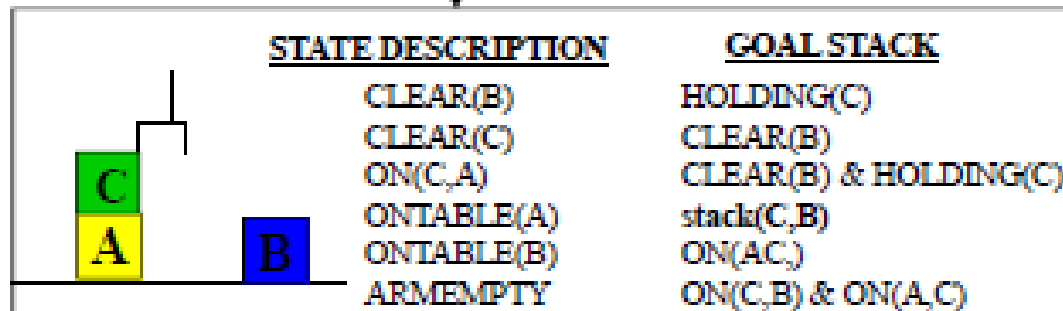 STATE DESCRIPTION GOAL STACK
CLEAR(B) HOLDING(C)
CLEAR(C) CLEAR(B)
C ON(C,A) CLEAR(B) & HOLDING(C)
ONTABLE(A) stack(C,B)
A B ONTABLE(B) ON(AC,)
ARMEMPTY ON(C,B) & ON(A,C)